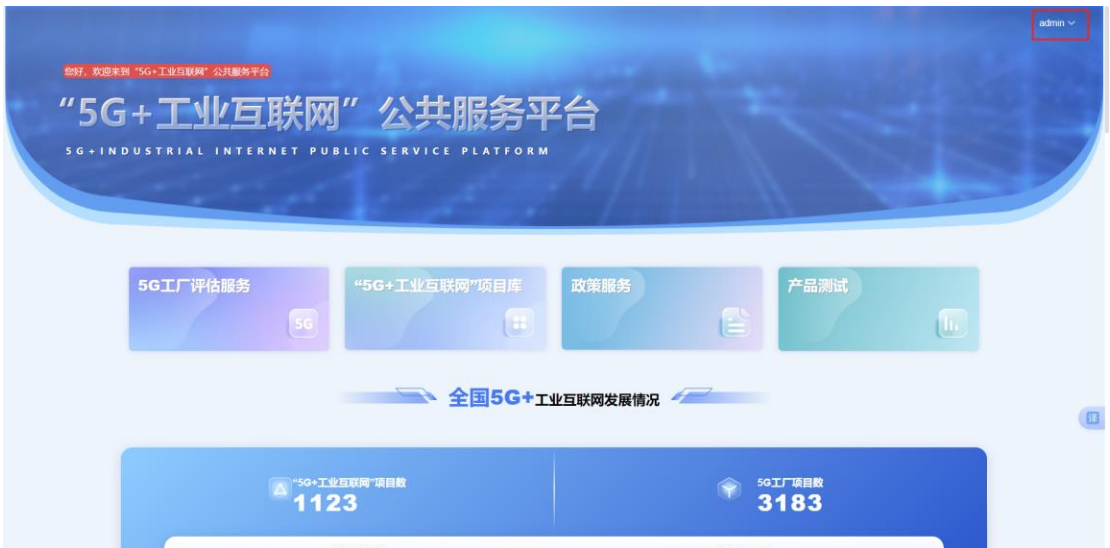 admin
您好，欢迎来到 "5G+工业互联网" 公共服务平台
"5G+工业互联网" 公共服务平台
5G+INDUSTRIAL INTERNET PUBLIC SERVICE PLATFORM
5G工厂评估服务
"5G+工业互联网"项目库
政策服务
产品测试
5G
全国5G+工业互联网发展情况
译
"5G+工业互联网"项目数
5G工厂项目数
1123
3183